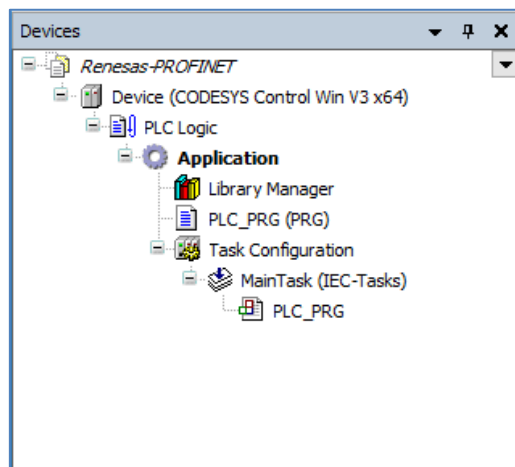 Devices
Renesas-PROFINET
Device (CODESYS Control Win V3 x64)
PLC Logic
Application
Library Manager
PLC_PRG (PRG)
Task Configuration
MainTask (IEC-Tasks)
PLC_PRG